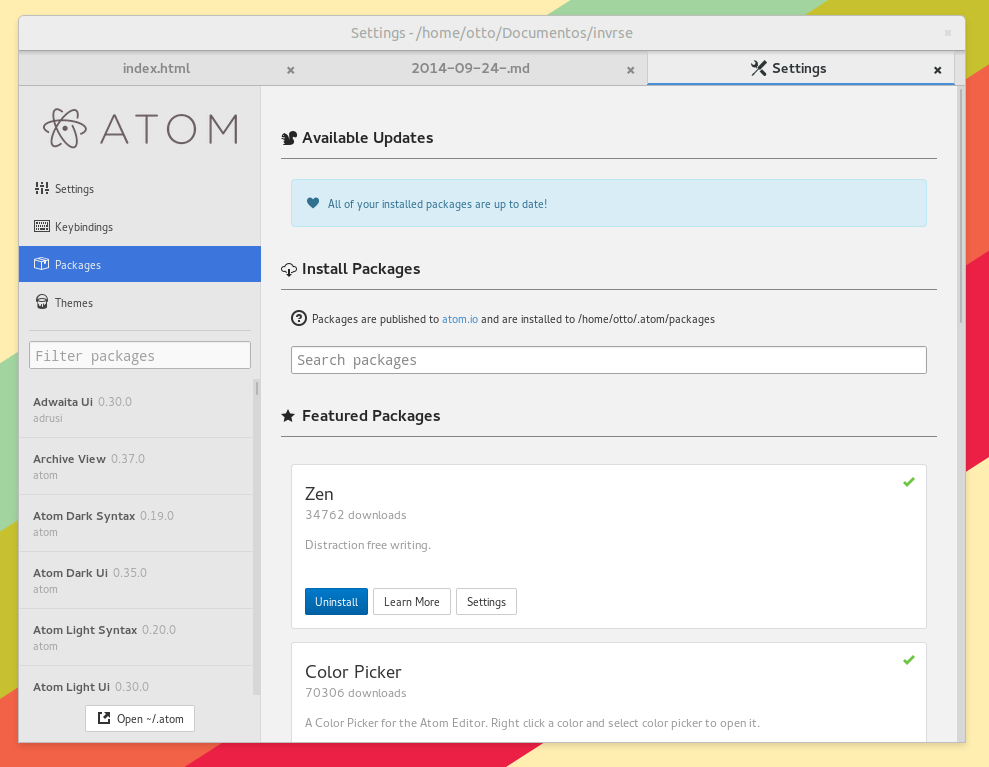 Settings - /home/otto/Documentos/invrse
index.html
2014-09-24-.md
Settings
ATOM
Settings
Keybindings
Packages
Themes
Filter packages
Adwaita Ui 0.30.0
adrusi
Archive View 0.37.0
atom
Atom Dark Syntax 0.19.0
atom
Atom Dark Ui 0.35.0
atom
Atom Light Syntax 0.20.0
atom
Atom Light Ui 0.30.0
Open ~/.atom
Available Updates
All of your installed packages are up to date!
Install Packages
Packages are published to atom.io and are installed to /home/otto/.atom/packages
Search packages
Featured Packages
Zen
34762 downloads
Distraction free writing.
Uninstall Learn More Settings
Color Picker
70306 downloads
A Color Picker for the Atom Editor. Right click a color and select color picker to open it.